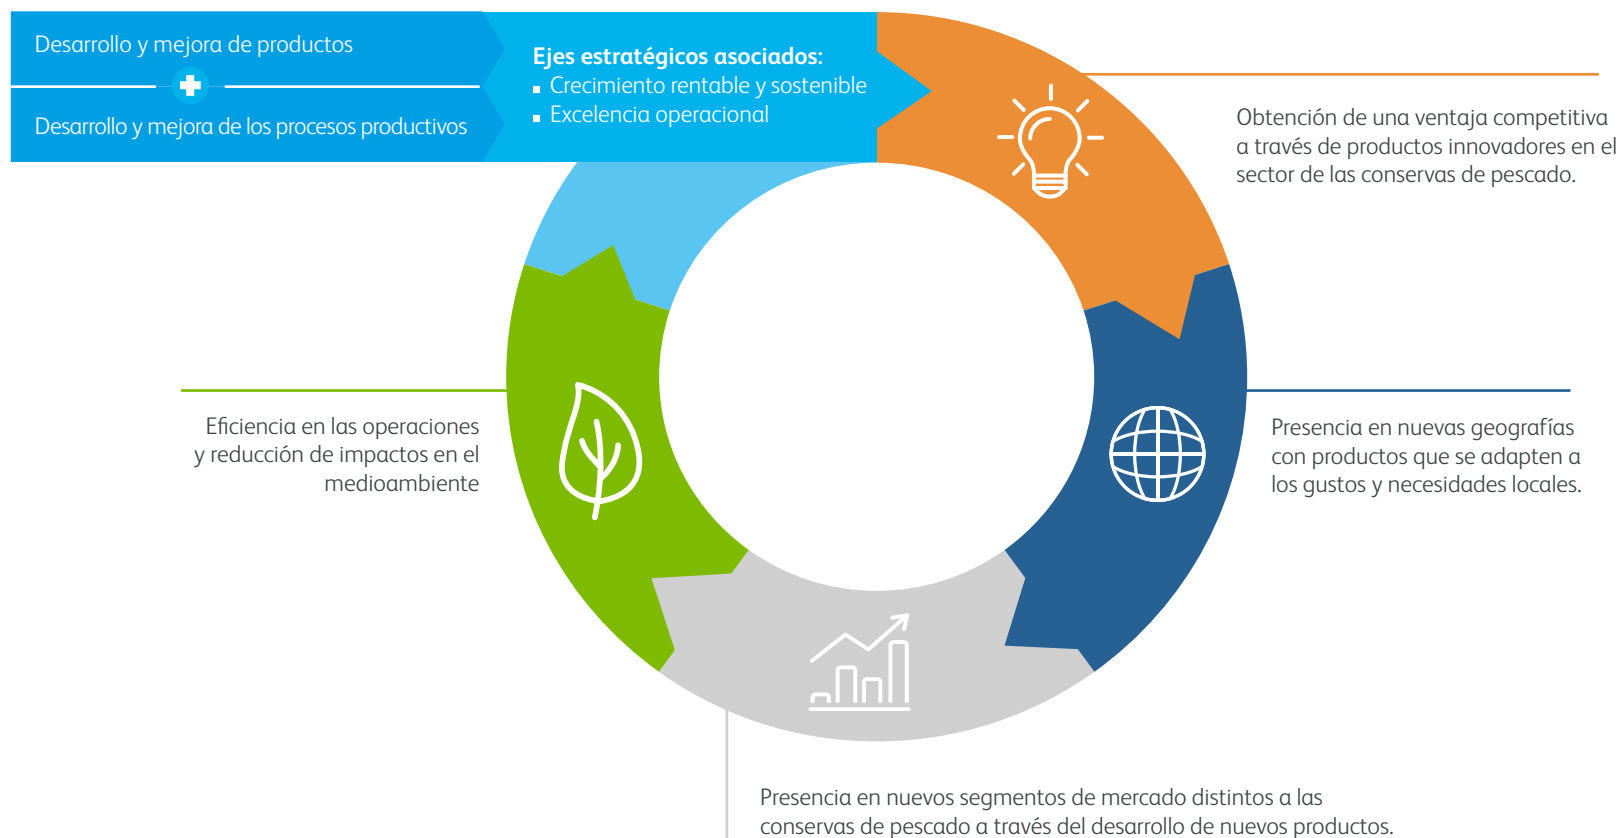 Desarrollo y mejora de productos
Desarrollo y mejora de los procesos productivos
Ejes estratégicos asociados:
▪ Crecimiento rentable y sostenible
▪ Excelencia operacional
Obtención de una ventaja competitiva
a través de productos innovadores en el
sector de las conservas de pescado.
Presencia en nuevas geografías
con productos que se adapten a
los gustos y necesidades locales.
Presencia en nuevos segmentos de mercado distintos a las
conservas de pescado a través del desarrollo de nuevos productos.
Eficiencia en las operaciones
y reducción de impactos en el
medioambiente